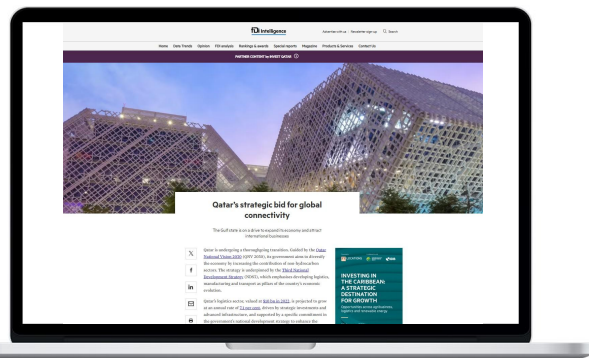 fDi Intelligence
Advertise with us Newsletter sign up Search
Home Data Trends Opinion FDI analysis Rankings & awards Special reports Magazine Products & Services Contact Us
PARTNER CONTENT by INVEST QATAR
Qatar's strategic bid for global
connectivity
The Gulf state is on a drive to expand its economy and attract
international businesses
Qatar is undergoing a thoroughgoing transition. Guided by the Qatar
National Vision 2030 (QNV 2030), its government aims to diversify
the economy by increasing the contribution of non-hydrocarbon
sectors. The strategy is underpinned by the Third National
Development Strategy (NDS3), which emphasises developing logistics,
manufacturing and transport as pillars of the country's economic
evolution.
Qatar's logistics sector, valued at in 2022, is projected to grow
at an annual rate of driven by strategic investments and
advanced infrastructure, and supported by a specific commitment in
the government's national development strategy to enhance the
INVESTING IN
THE CARIBBEAN:
A STRATEGIC
DESTINATION
FOR GROWTH
Opportunities across agribusiness,
logistics and renewable energy